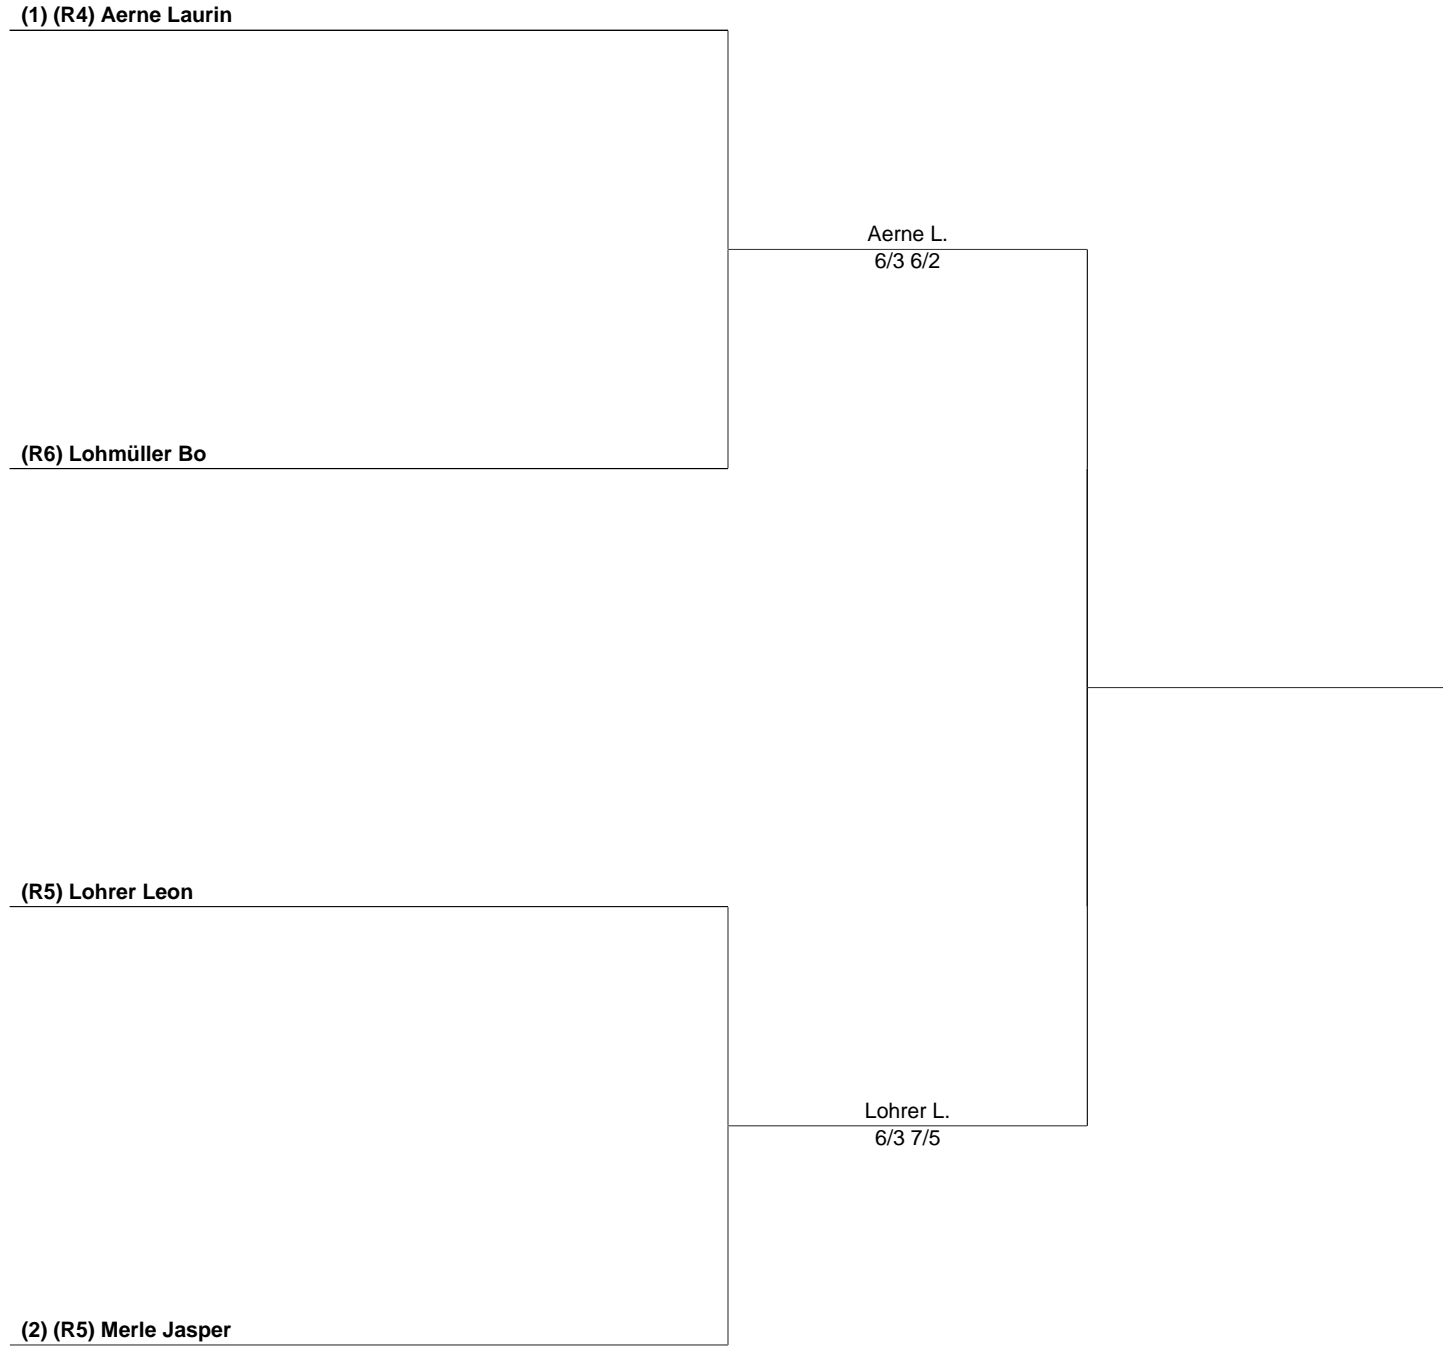 (1) (R4) Aerne Laurin
Aerne L.
6/3 6/2
(R6) Lohmüller Bo
(R5) Lohrer Leon
Lohrer L.
6/3 7/5
(2) (R5) Merle Jasper